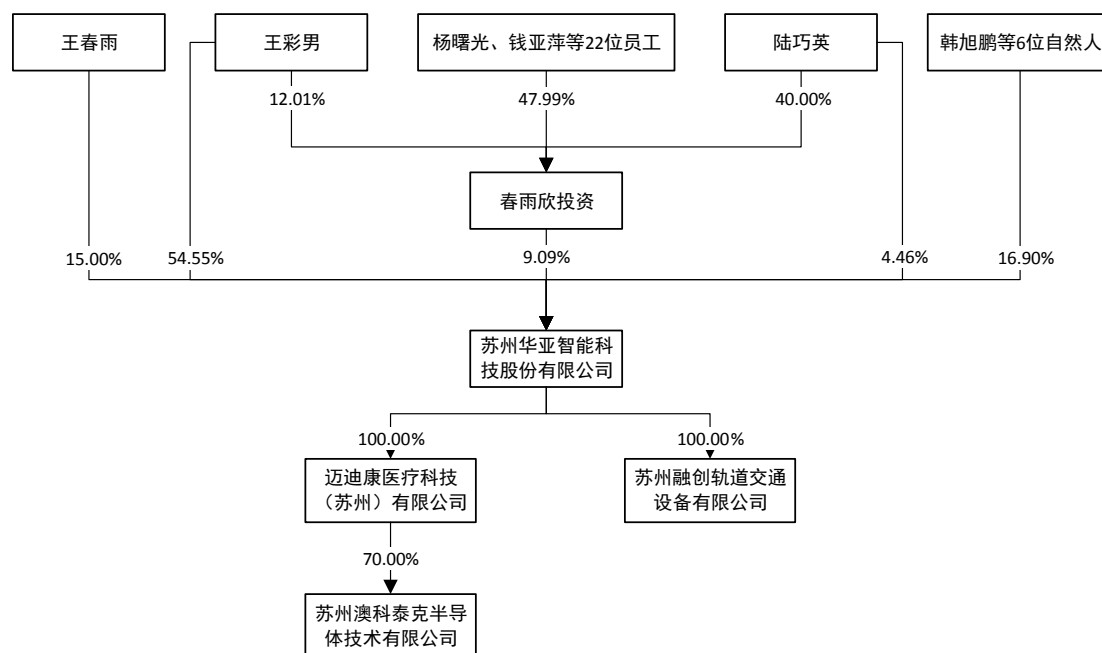 王春雨
王彩男
杨曙光、钱亚萍等22位员工
陆巧英
韩旭鹏等6位自然人
12.01%
47.99%
40.00%
春雨欣投资
15.00%
54.55%
9.09%
4.46%
16.90%
苏州华亚智能科
技股份有限公司
100.00%
100.00%
迈迪康医疗科技
（苏州）有限公司
苏州融创轨道交通
设备有限公司
70.00%
苏州澳科泰克半导
体技术有限公司